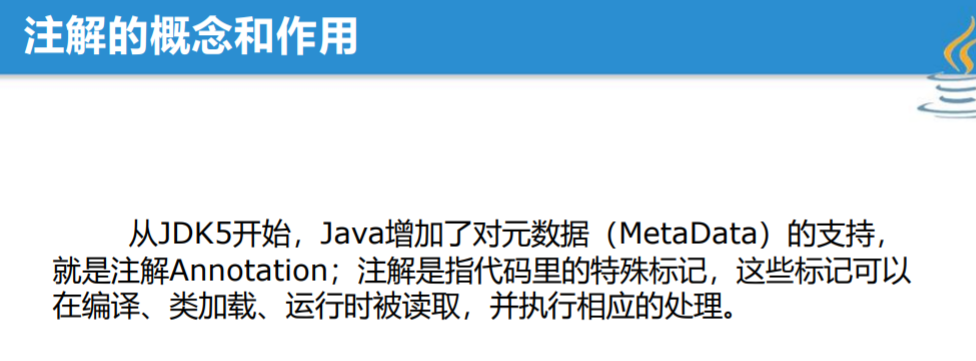 注解的概念和作用
从JDK5开始，Java增加了对元数据（MetaData）的支持，
就是注解Annotation；注解是指代码里的特殊标记，这些标记可以
在编译、类加载、运行时被读取，并执行相应的处理。